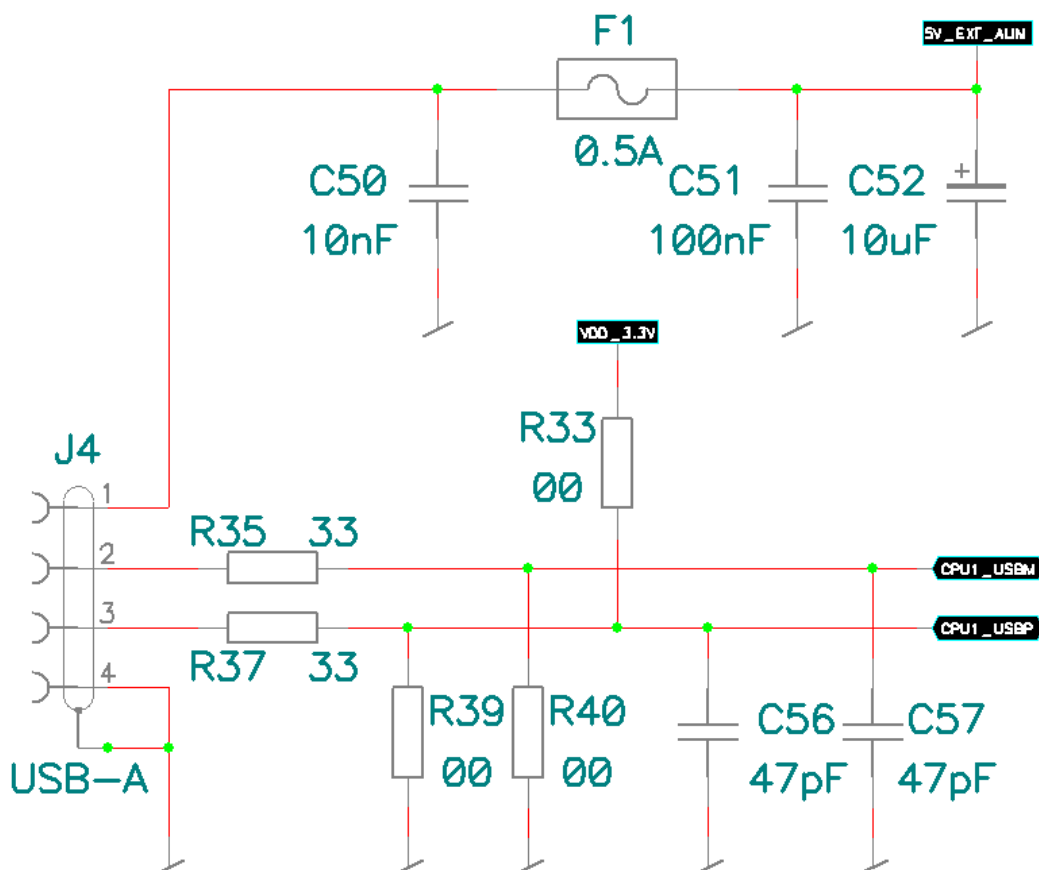 F1
5V_EXT_ALIM
0.5A
C50
10nF
C51
100nF
C52
+
10uF
VDD_3.3V
R33
00
J4
1
R35 33
2
CPU1_USBM
3
CPU1_USBP
R37 33
4
R39
00
R40
00
C56
47pF
C57
47pF
USB-A